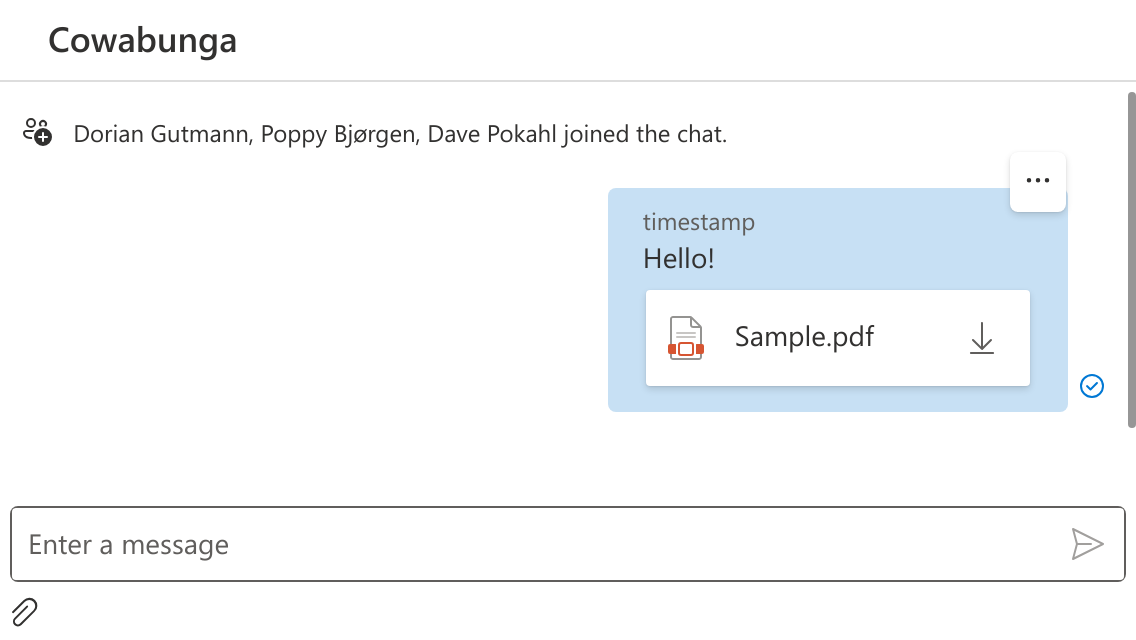 Cowabunga
Dorian Gutmann, Poppy Bjørgen, Dave Pokahl joined the chat.
timestamp
Hello!
Sample.pdf
Enter a message